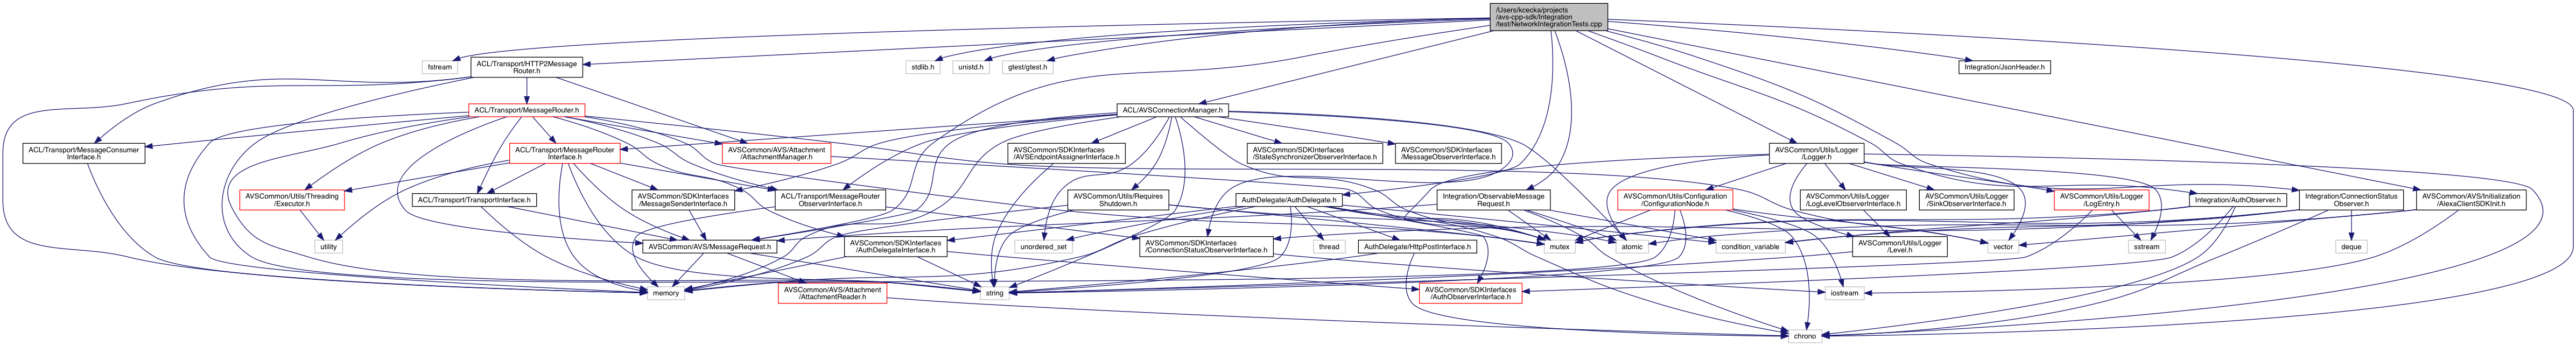 /Users/kcecka/projects
/avs-cpp-sdk/Integration
/test/NetworkIntegrationTests.cpp
fstream
ACL/Transport/HTTP2Message
Router.h
stdlib.h
unistd.h
gtest/gtest.h
Integration/JsonHeader.h
ACL/Transport/MessageRouter.h
ACL/AVSConnectionManager.h
ACL/Transport/MessageConsumer
Interface.h
ACL/Transport/MessageRouter
Interface.h
AVSCommon/AVS/Attachment
/AttachmentManager.h
AVSCommon/SDKInterfaces
/AVSEndpointAssignerInterface.h
AVSCommon/SDKInterfaces
/StateSynchronizerObserverInterface.h
AVSCommon/SDKInterfaces
/MessageObserverInterface.h
AVSCommon/Utils/Logger
/Logger.h
AVSCommon/Utils/Threading
/Executor.h
ACL/Transport/TransportInterface.h
AVSCommon/SDKInterfaces
/MessageSenderInterface.h
ACL/Transport/MessageRouter
ObserverInterface.h
AVSCommon/Utils/Requires
Shutdown.h
AuthDelegate/AuthDelegate.h
Integration/ObservableMessage
Request.h
AVSCommon/Utils/Configuration
/ConfigurationNode.h
AVSCommon/Utils/Logger
/LogLevelObserverInterface.h
AVSCommon/Utils/Logger
/SinkObserverInterface.h
AVSCommon/Utils/Logger
/LogEntry.h
Integration/AuthObserver.h
Integration/ConnectionStatus
Observer.h
AVSCommon/AVS/Initialization
/AlexaClientSDKInit.h
utility
AVSCommon/AVS/MessageRequest.h
AVSCommon/SDKInterfaces
/AuthDelegateInterface.h
unordered_set
AVSCommon/SDKInterfaces
/ConnectionStatusObserverInterface.h
thread
AuthDelegate/HttpPostInterface.h
mutex
atomic
condition_variable
AVSCommon/Utils/Logger
/Level.h
vector
sstream
deque
memory
AVSCommon/AVS/Attachment
/AttachmentReader.h
string
AVSCommon/SDKInterfaces
/AuthObserverInterface.h
iostream
chrono